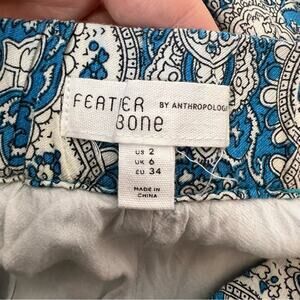 FEATHER
BONE
BY ANTHROPOLOGIE
US 2
UK 6
EU 34
MADE IN
CHINA